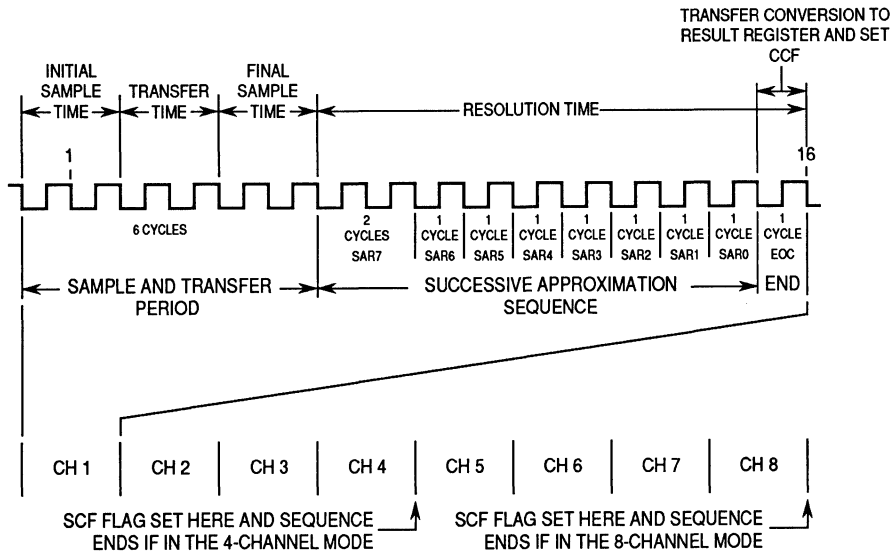 TRANSFER CONVERSION TO
RESULT REGISTER AND SET
CCF
INITIAL
SAMPLE
TIME
TRANSFER
TIME
FINAL
SAMPLE
TIME
RESOLUTION TIME
1
16
6 CYCLES
2
CYCLES
SAR7
1
CYCLE
SAR6
1
CYCLE
SAR5
1
CYCLE
SAR4
1
CYCLE
SAR3
1
CYCLE
SAR2
1
CYCLE
SAR1
1
CYCLE
SAR0
1
CYCLE
EOC
SAMPLE AND TRANSFER
PERIOD
SUCCESSIVE APPROXIMATION
SEQUENCE
END
CH 1
CH 2
CH 3
CH 4
CH 5
CH 6
CH 7
CH 8
SCF FLAG SET HERE AND SEQUENCE
ENDS IF IN THE 4-CHANNEL MODE
SCF FLAG SET HERE AND SEQUENCE
ENDS IF IN THE 8-CHANNEL MODE